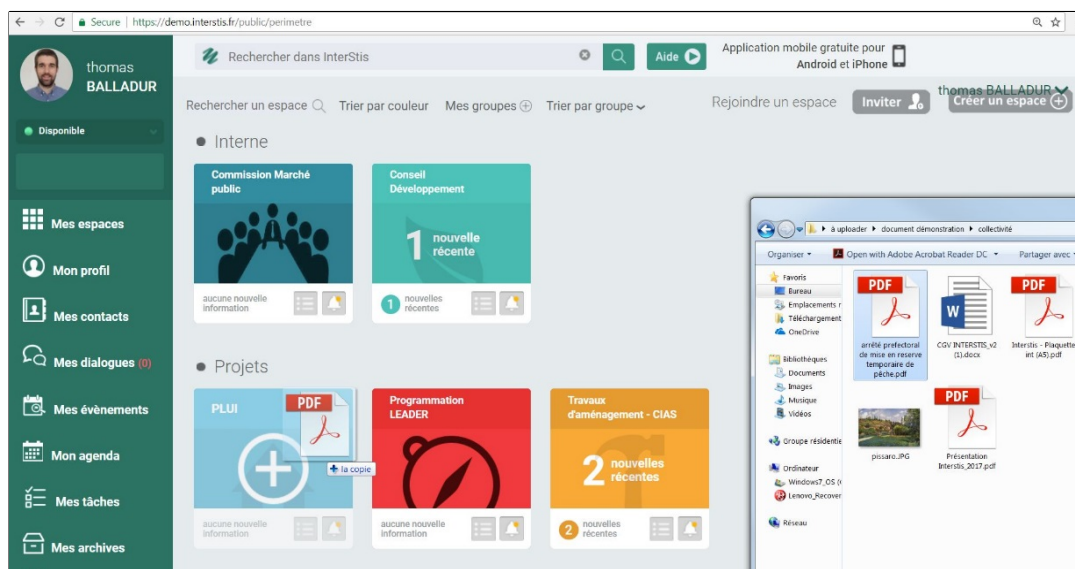 Secure | https://demo.interstis.fr/public/perimetre
thomas
BALLADUR
Disponible
Mes espaces
Mon profil
Mes contacts
Mes dialogues (0)
Mes évènements
Mon agenda
Mes tâches
Mes archives
Rechercher dans InterStis
Aide
Application mobile gratuite pour
Android et iPhone
thomas BALLADUR
Rechercher un espace
Trier par couleur
Mes groupes
Trier par groupe
Rejoindre un espace
Inviter
Créer un espace
Interne
Commission Marché
public
aucune nouvelle
information
Conseil
Développement
1 nouvelle
récente
1 nouvelles
récentes
Projets
PLUI
PDF
la copie
aucune nouvelle
information
Programmation
LEADER
aucune nouvelle
information
Travaux
d'aménagement - CIAS
2 nouvelles
récentes
2 nouvelles
récentes
à uploader
document démonstration
collectivité
Organiser
Open with Adobe Acrobat Reader DC
Partager avec
Favoris
Bureau
Emplacements r
Téléchargement
OneDrive
Bibliothèques
Documents
Images
Musique
Vidéos
Groupe résidentie
Ordinateur
Windows7_OS (
Lenovo_Recover
Réseau
PDF
arrêté prefectoral
de mise en reserve
temporaire de
pêche.pdf
W
CGV INTERSTIS_v2
(1).docx
PDF
Interstis - Plaquette
int (A5).pdf
pissaro.JPG
PDF
Présentation
Interstis_2017.pdf